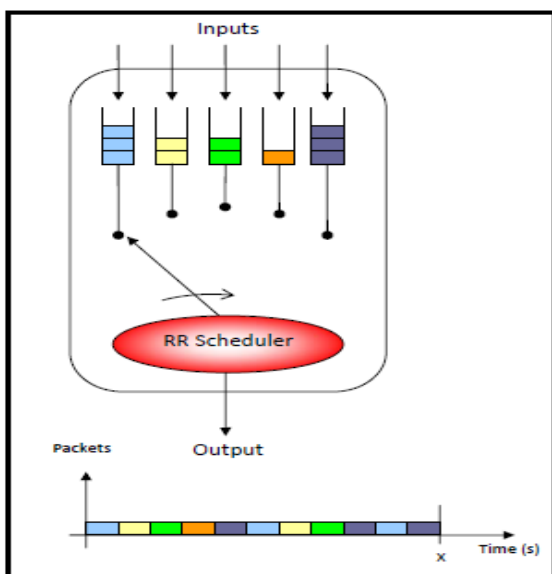 Inputs
RR Scheduler
Packets
Output
Time (s)
x